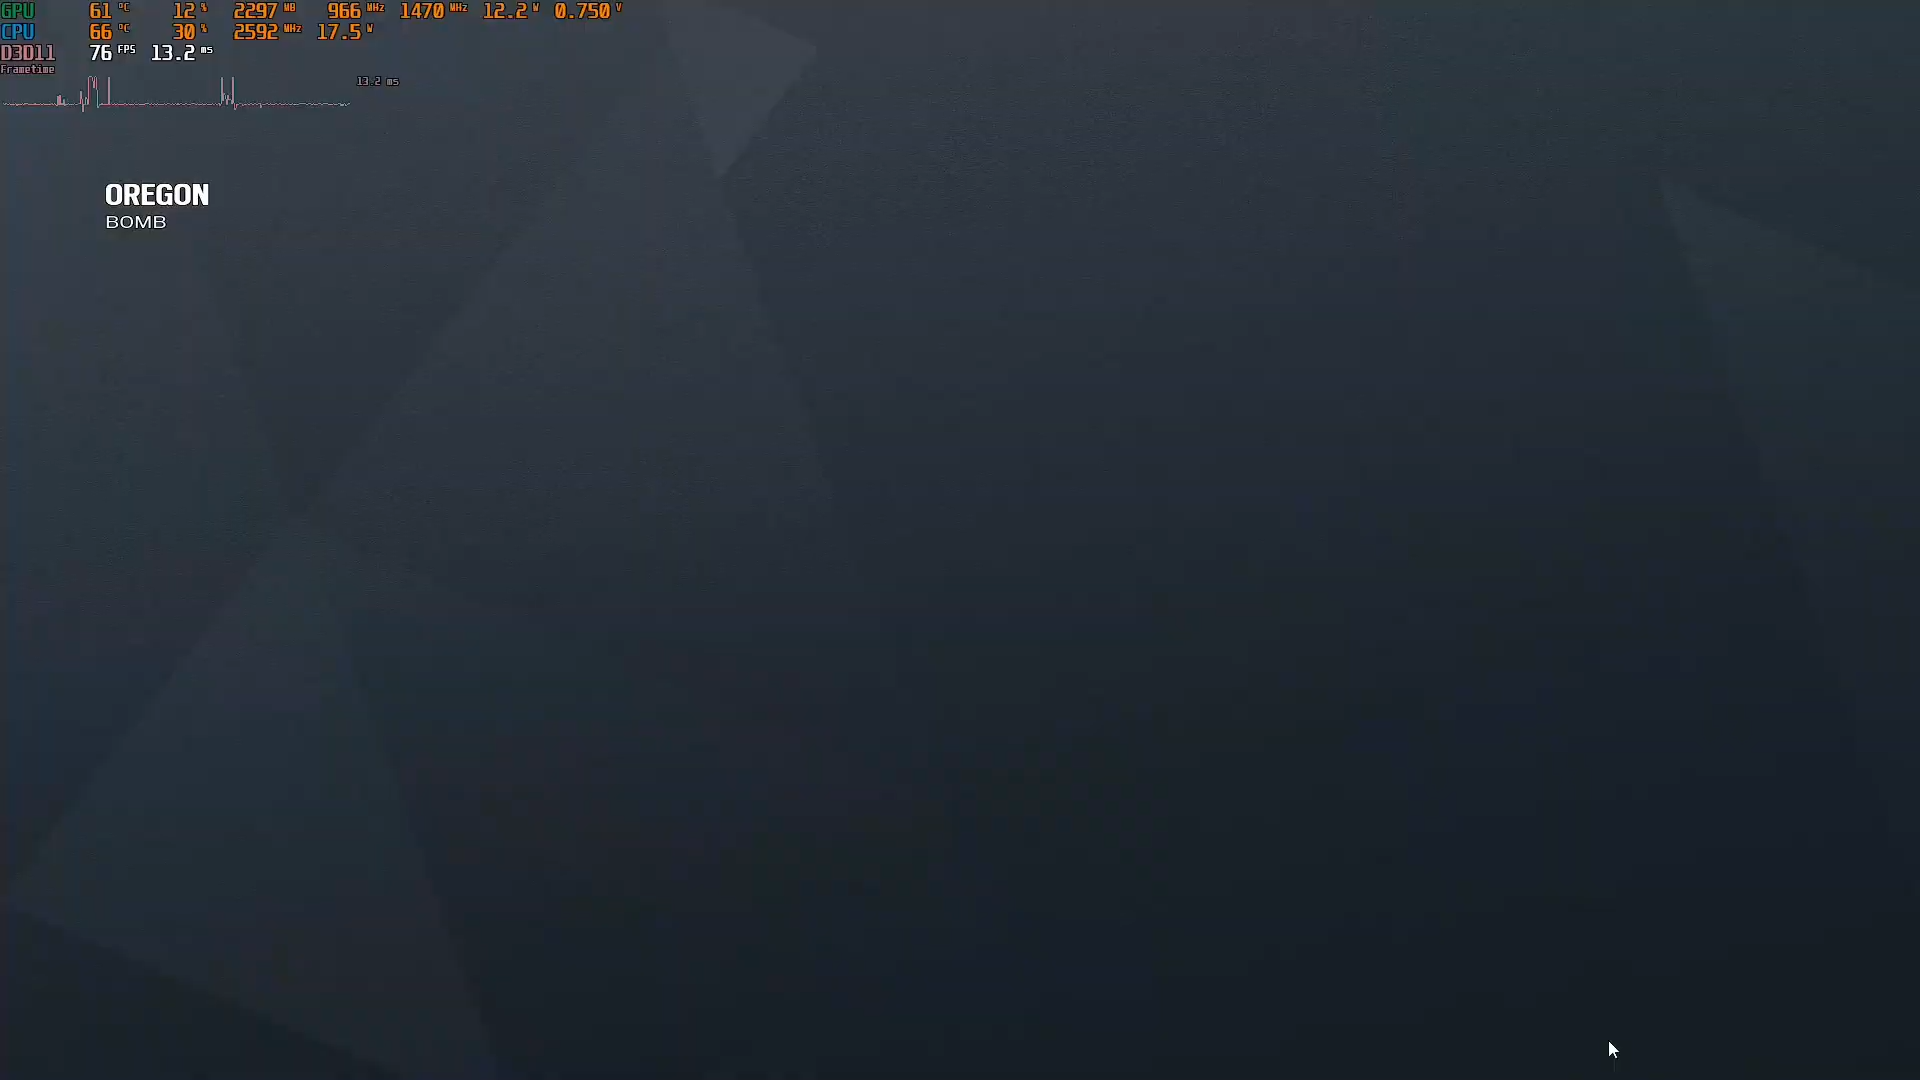 GPU 61 °C 12 % 2297 MB 966 MHz 1470 MHz 12.2 W 0.750 V
CPU 66 °C 30 % 2592 MHz 17.5 W
D3D11 76 FPS 13.2 ms
Frametime
13.2 ms
OREGON
BOMB